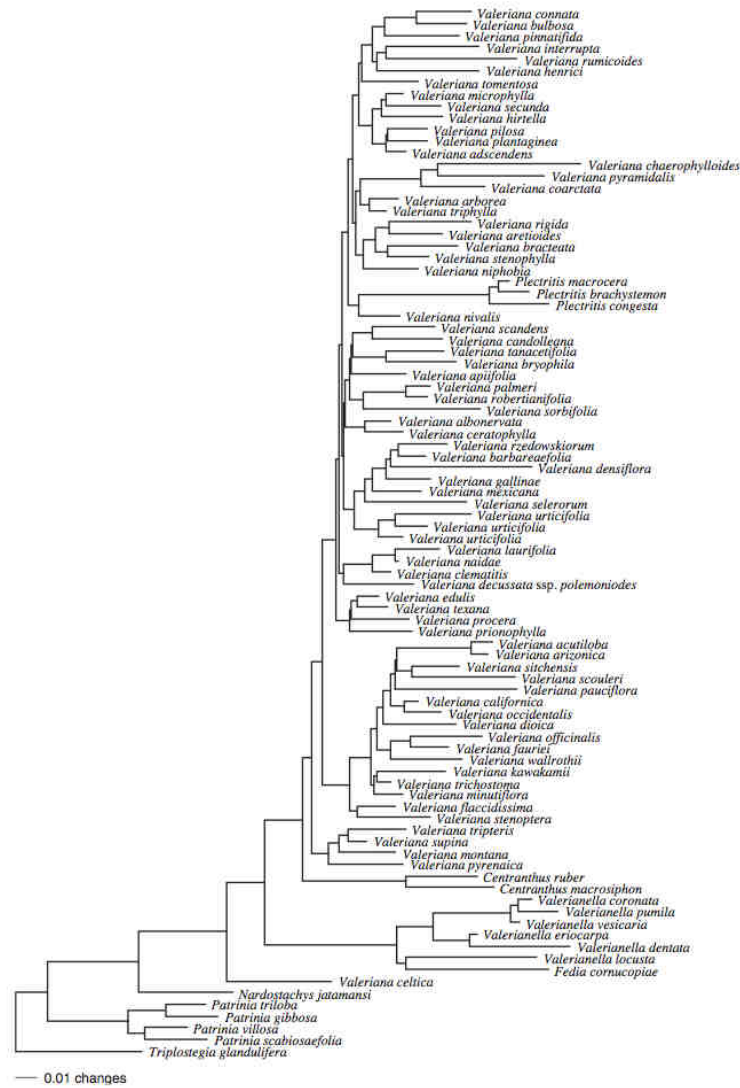 Valeriana connata
Valeriana bulbosa
Valeriana pinnatifida
Valeriana interrupta
Valeriana rumicoides
Valeriana henrici
Valeriana tomentosa
Valeriana microphylla
Valeriana secunda
Valeriana hirtella
Valeriana pilosa
Valeriana plantaginea
Valeriana adscendens
Valeriana chaerophylloides
Valeriana pyramidalis
Valeriana coarctata
Valeriana arborea
Valeriana triphylla
Valeriana rigida
Valeriana aretioides
Valeriana bracteata
Valeriana stenophylla
Valeriana niphobia
Plectritis macrocera
Plectritis brachystemon
Plectritis congesta
Valeriana nivalis
Valeriana scandens
Valeriana candolleana
Valeriana tanacetifolia
Valeriana bryophila
Valeriana apiifolia
Valeriana palmeri
Valeriana robertianifolia
Valeriana sorbifolia
Valeriana albonervata
Valeriana ceratophylla
Valeriana rzedowskiorum
Valeriana barbareaefolia
Valeriana densiflora
Valeriana gallinae
Valeriana mexicana
Valeriana selerorum
Valeriana urticifolia
Valeriana urticifolia
Valeriana urticifolia
Valeriana laurifolia
Valeriana naidae
Valeriana clematitis
Valeriana decussata ssp. polemoniodes
Valeriana edulis
Valeriana texana
Valeriana procera
Valeriana prionophylla
Valeriana acutiloba
Valeriana arizonica
Valeriana sitchensis
Valeriana scouleri
Valeriana pauciflora
Valeriana californica
Valeriana occidentalis
Valeriana dioica
Valeriana officinalis
Valeriana fauriei
Valeriana wallrothii
Valeriana kawakamii
Valeriana trichostoma
Valeriana minutiflora
Valeriana flaccidissima
Valeriana stenoptera
Valeriana tripteris
Valeriana supina
Valeriana montana
Valeriana pyrenaica
Centranthus ruber
Centranthus macrosiphon
Valerianella coronata
Valerianella pumila
Valerianella vesicaria
Valerianella eriocarpa
Valerianella dentata
Valerianella locusta
Fedia cornucopiae
Valeriana celtica
Nardostachys jatamansi
Patrinia triloba
Patrinia gibbosa
Patrinia villosa
Patrinia scabiosaefolia
Triplostegia glandulifera
0.01 changes